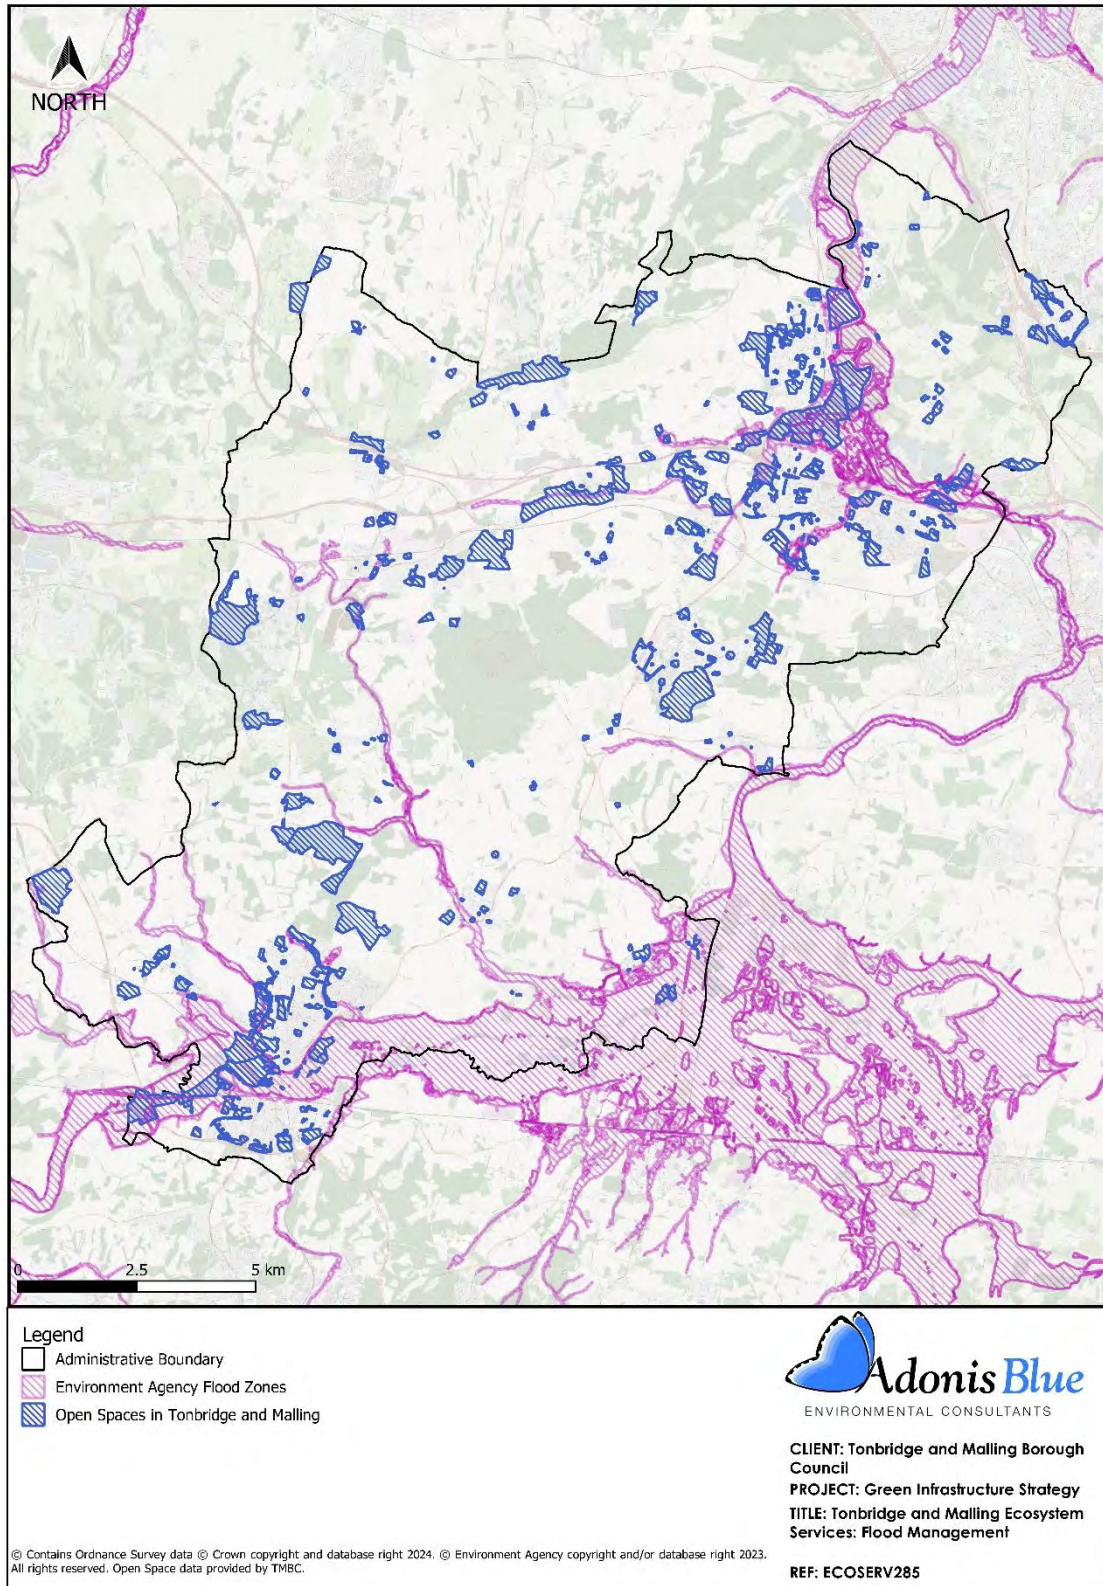 NORTH
0 2.5 5 km
Legend
Administrative Boundary
Environment Agency Flood Zones
Open Spaces in Tonbridge and Malling
Adonis Blue
ENVIRONMENTAL CONSULTANTS
CLIENT: Tonbridge and Malling Borough
Council
PROJECT: Green Infrastructure Strategy
TITLE: Tonbridge and Malling Ecosystem
Services: Flood Management
REF: ECOSERV285
© Contains Ordnance Survey data © Crown copyright and database right 2024. © Environment Agency copyright and/or database right 2023.
All rights reserved. Open Space data provided by TMBC.